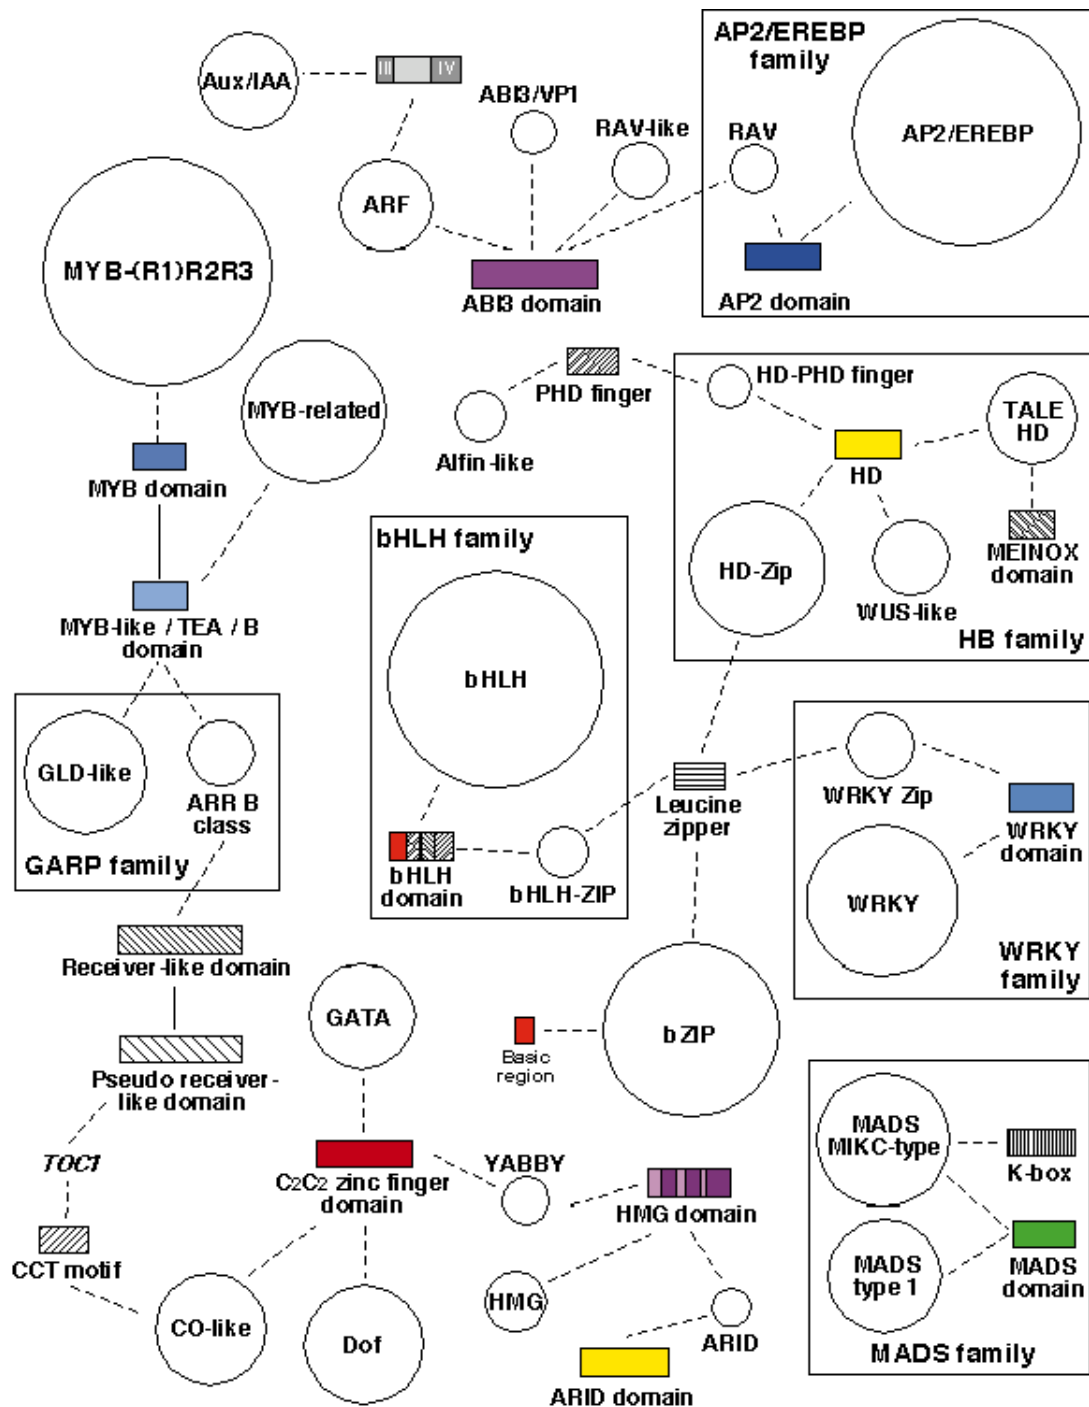 AP2/EREBP
family
Aux/IAA
III
IV
ABI3/VP1
RAV-like
RAV
AP2/EREBP
ARF
MYB-(R1)R2R3
ABI3 domain
AP2 domain
PHD finger
HD-PHD finger
MYB-related
TALE
HD
Alfin-like
HD
MYB domain
bHLH family
MEINOX
domain
HD-Zip
WUS-like
HB family
MYB-like / TEA / B
domain
bHLH
GLD-like
ARR B
class
GARP family
WRKY Zip
Leucine
zipper
WRKY
domain
bHLH
domain
bHLH-ZIP
WRKY
WRKY
family
Receiver-like domain
GATA
bZIP
Basic
region
Pseudo receiver-
like domain
MADS
MIKC-type
K-box
TOC1
YABBY
C2C2 zinc finger
domain
HMG domain
CCT motif
MADS
type 1
MADS
domain
HMG
CO-like
Dof
ARID
MADS family
ARID domain